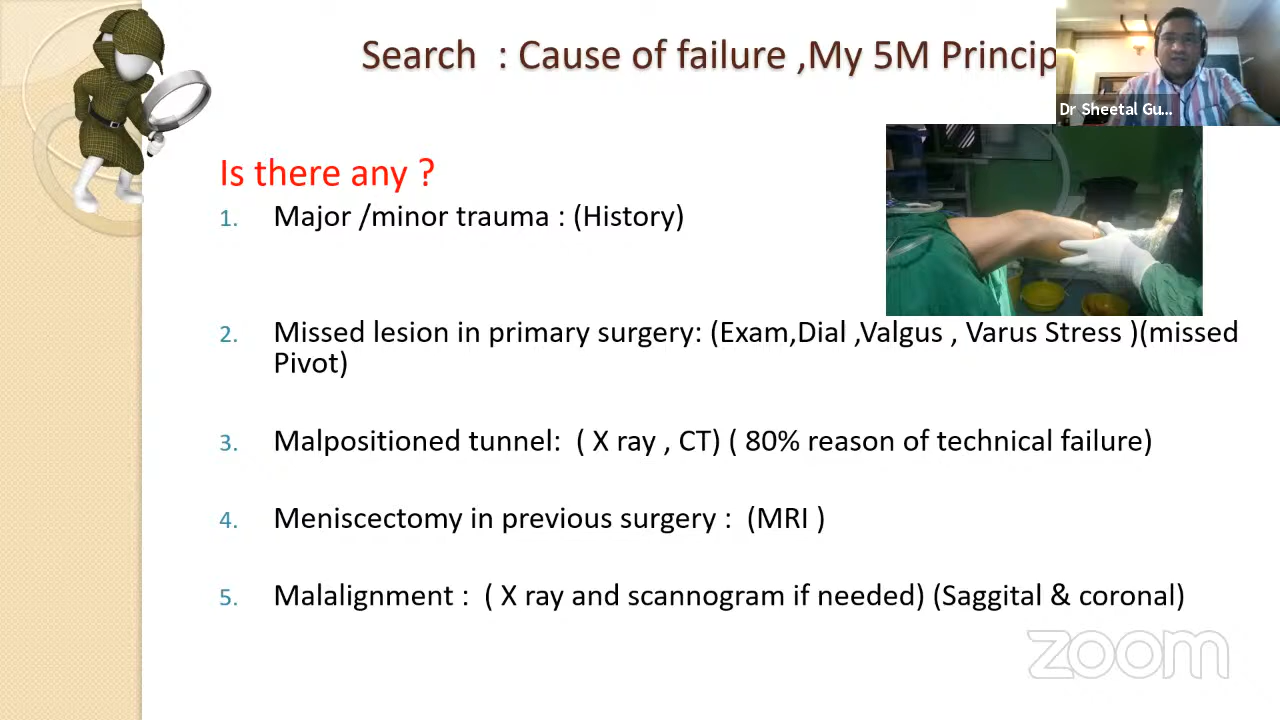 Search : Cause of failure ,My 5M Princip
Dr Sheetal Gu...
Is there any ?
1. Major /minor trauma : (History)
2. Missed lesion in primary surgery: (Exam,Dial ,Valgus , Varus Stress )(missed
Pivot)
3. Malpositioned tunnel: ( X ray , CT) ( 80% reason of technical failure)
4. Meniscectomy in previous surgery : (MRI )
5. Malalignment : ( X ray and scannogram if needed) (Saggital & coronal)
zoom